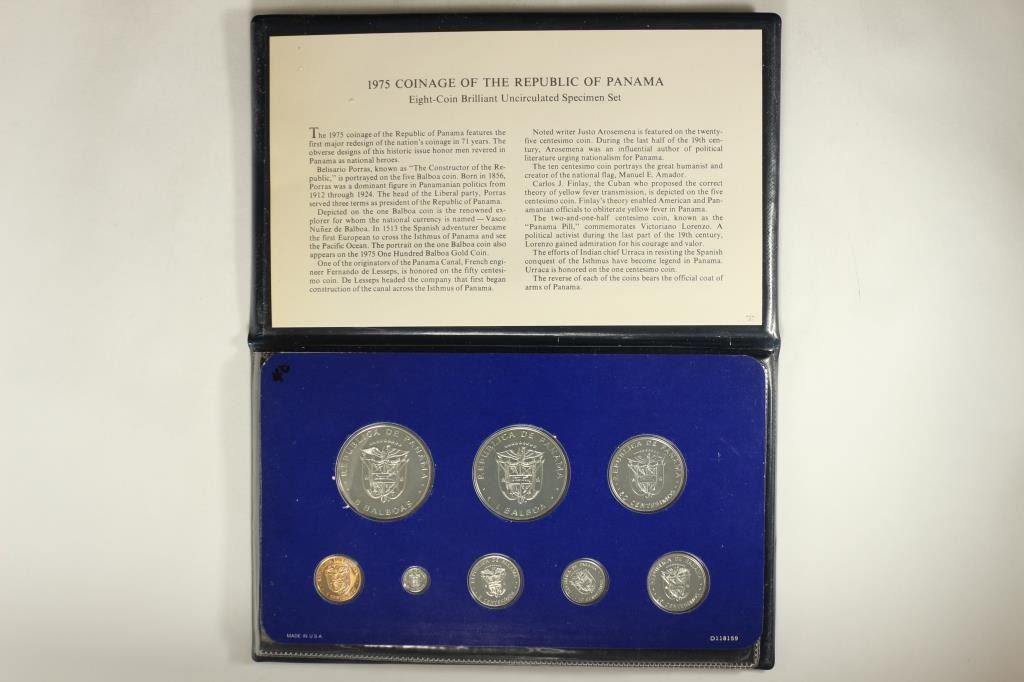 1975 COINAGE OF THE REPUBLIC OF PANAMA
Eight-Coin Brilliant Uncirculated Specimen Set
The 1975 coinage of the Republic of Panama features the
first major redesign of the nation's coinage in 71 years. The
obverse designs of this historic issue honor men revered in
Panama as national heroes.
Belisario Porras, known as "The Constructor of the Re-
public," is portrayed on the five Balboa coin. Born in 1856,
Porras was a dominant figure in Panamanian politics from
1912 through 1924. The head of the Liberal party, Porras
served three terms as president of the Republic of Panama.
Depicted on the one Balboa coin is the renowned ex-
plorer for whom the national currency is named — Vasco
Nuñez de Balboa. In 1513 the Spanish adventurer became
the first European to cross the Isthmus of Panama and see
the Pacific Ocean. The portrait on the one Balboa coin also
appears on the 1975 One Hundred Balboa Gold Coin.
One of the originators of the Panama Canal, French engi-
neer Fernando de Lesseps, is honored on the fifty centesi-
mo coin. De Lesseps headed the company that first began
construction of the canal across the Isthmus of Panama.
Noted writer Justo Arosemena is featured on the twenty-
five centesimo coin. During the last half of the 19th cen-
tury, Arosemena was an influential author of political
literature urging nationalism for Panama.
The ten centesimo coin portrays the great humanist and
creator of the national flag, Manuel E. Amador.
Carlos J. Finlay, the Cuban who proposed the correct
theory of yellow fever transmission, is depicted on the five
centesimo coin. Finlay's theory enabled American and Pan-
amanian officials to obliterate yellow fever in Panama.
The two-and-one-half centesimo coin, known as the
"Panama Pill," commemorates Victoriano Lorenzo. A
political activist during the last part of the 19th century,
Lorenzo gained admiration for his courage and valor.
The efforts of Indian chief Urraca in resisting the Spanish
conquest of the Isthmus have become legend in Panama.
Urraca is honored on the one centesimo coin.
The reverse of each of the coins bears the official coat of
arms of Panama.
40
REPUBLICA DE PANAMA
5 BALBOAS
REPUBLICA DE PANAMA
1 BALBOA
REPUBLICA DE PANAMA
50 CENTESIMOS
MADE IN U.S.A.
D118159